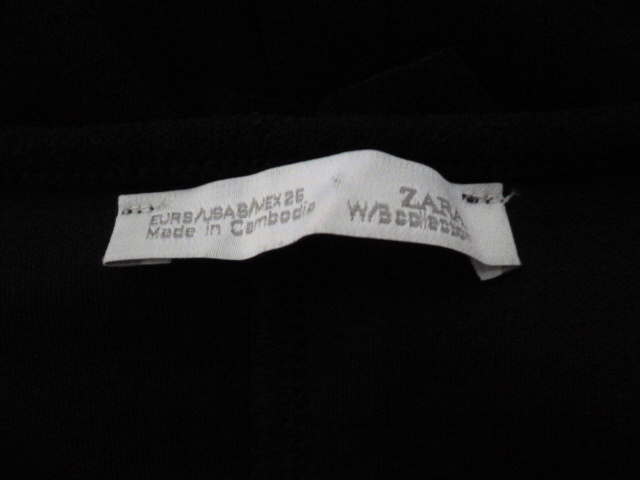 EUR S/USA S/MEX 26
Made in Cambodia
ZARA
W/B collection